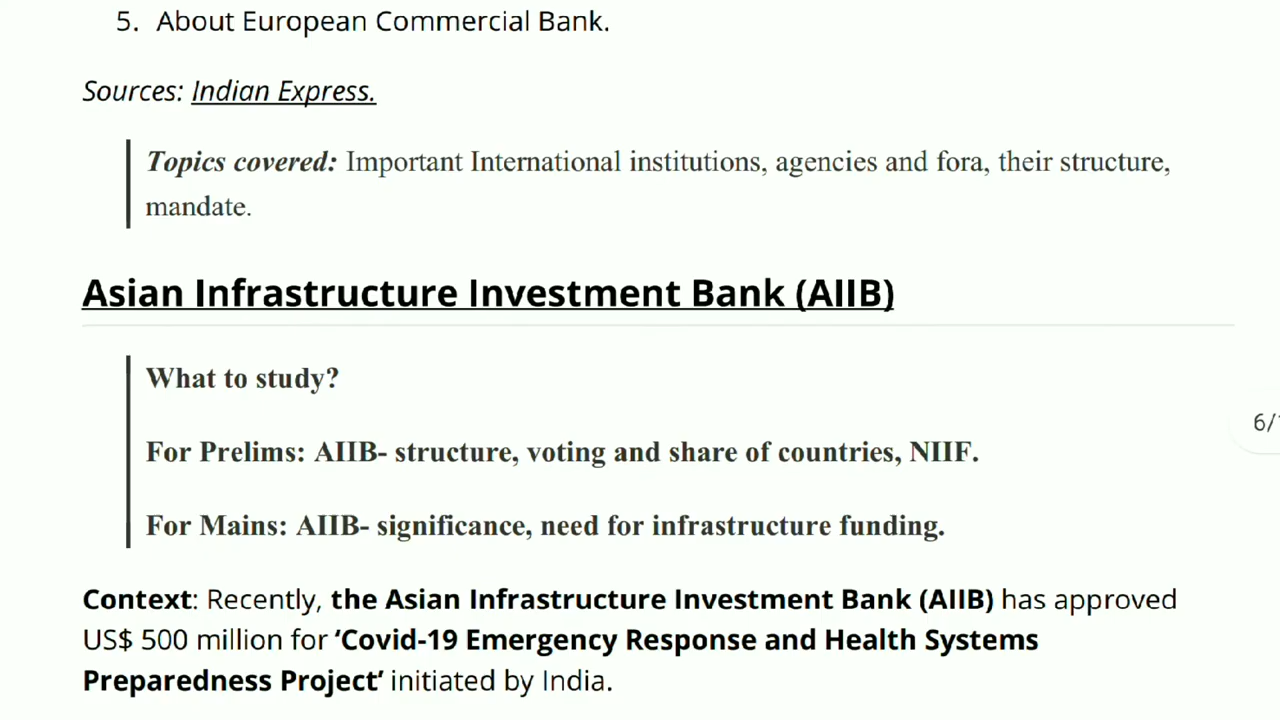 5. About European Commercial Bank.
Sources: Indian Express.
Topics covered: Important International institutions, agencies and fora, their structure,
mandate.
Asian Infrastructure Investment Bank (AIIB)
What to study?
For Prelims: AIIB- structure, voting and share of countries, NIIF.
6/
For Mains: AIIB- significance, need for infrastructure funding.
Context: Recently, the Asian Infrastructure Investment Bank (AIIB) has approved
US$ 500 million for ‘Covid-19 Emergency Response and Health Systems
Preparedness Project’ initiated by India.